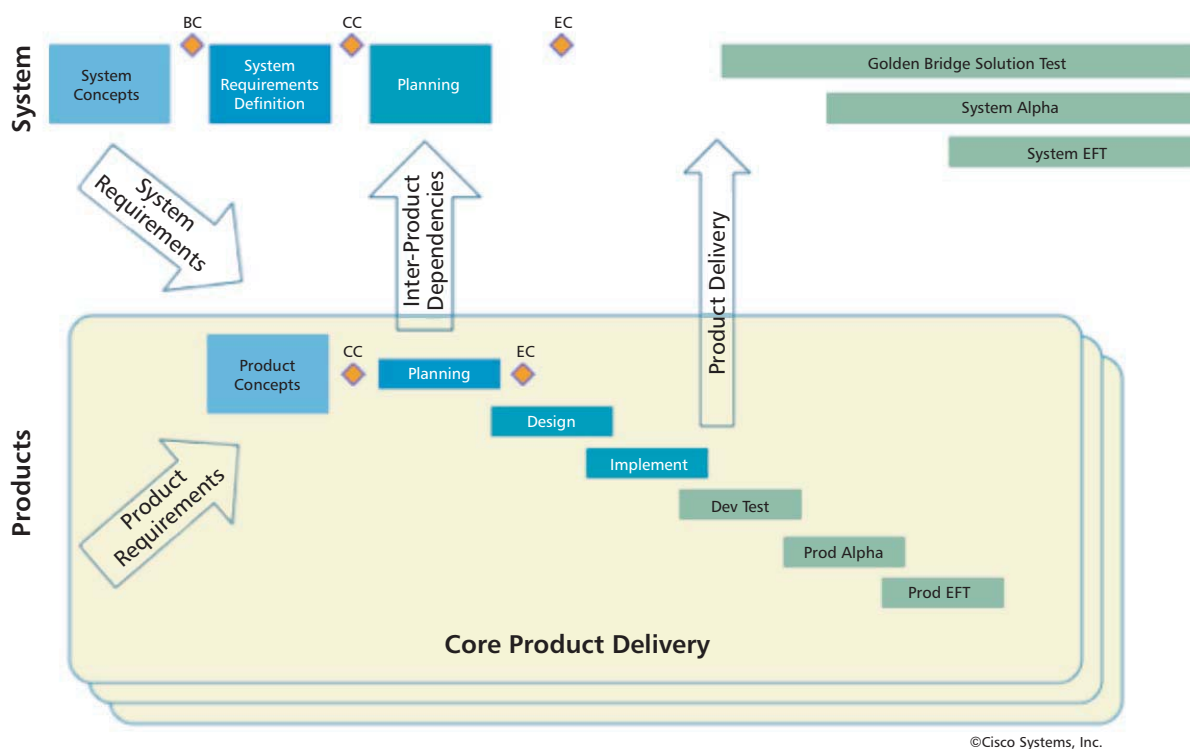 System
BC
CC
EC
System
Concepts
System
Requirements
Definition
Planning
Golden Bridge Solution Test
System Alpha
System EFT
System
Requirements
Inter-Product
Dependencies
Product Delivery
Products
Product
Concepts
CC
Planning
EC
Design
Implement
Dev Test
Prod Alpha
Prod EFT
Product
Requirements
Core Product Delivery
©Cisco Systems, Inc.